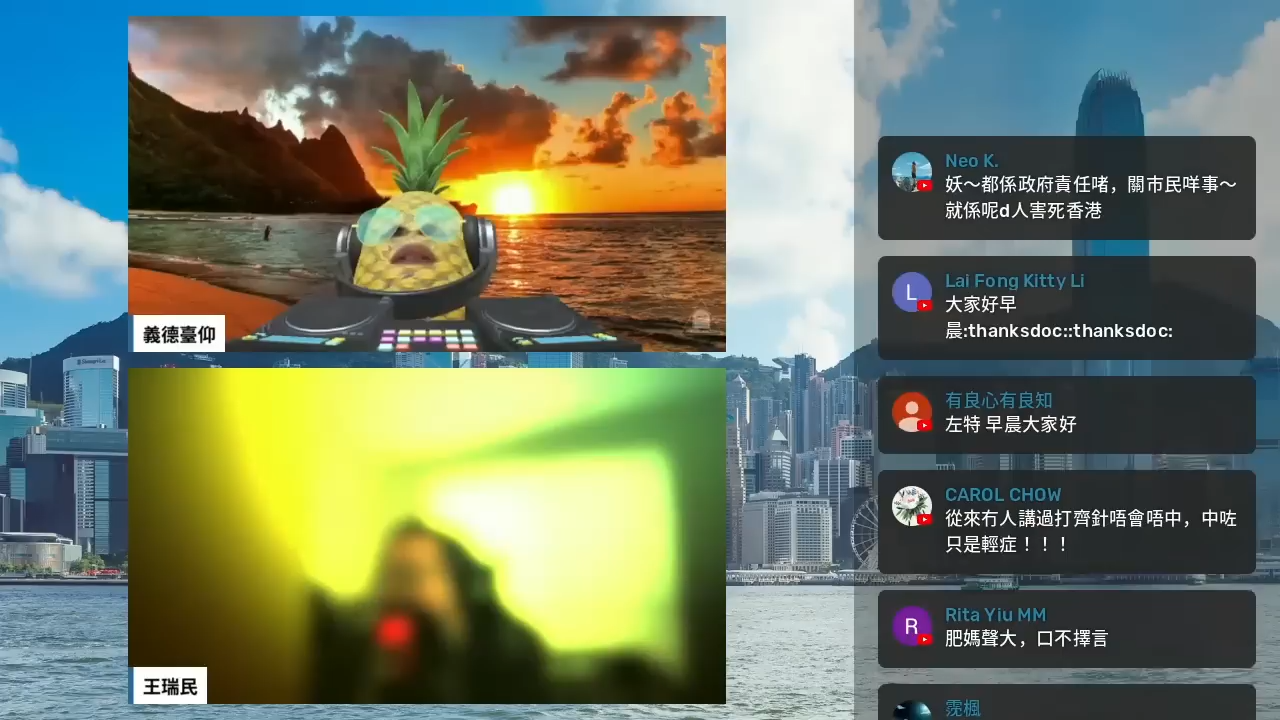 義德臺仰
王瑞民
Neo K.
妖～都係政府責任啫，關市民咩事～
就係呢d人害死香港
L
Lai Fong Kitty Li
大家好早
晨:thanksdoc::thanksdoc:
有良心有良知
左特 早晨大家好
CAROL CHOW
從來冇人講過打齊針唔會唔中，中咗
只是輕症！！！
R
Rita Yiu MM
肥媽聲大，口不擇言
霓楓